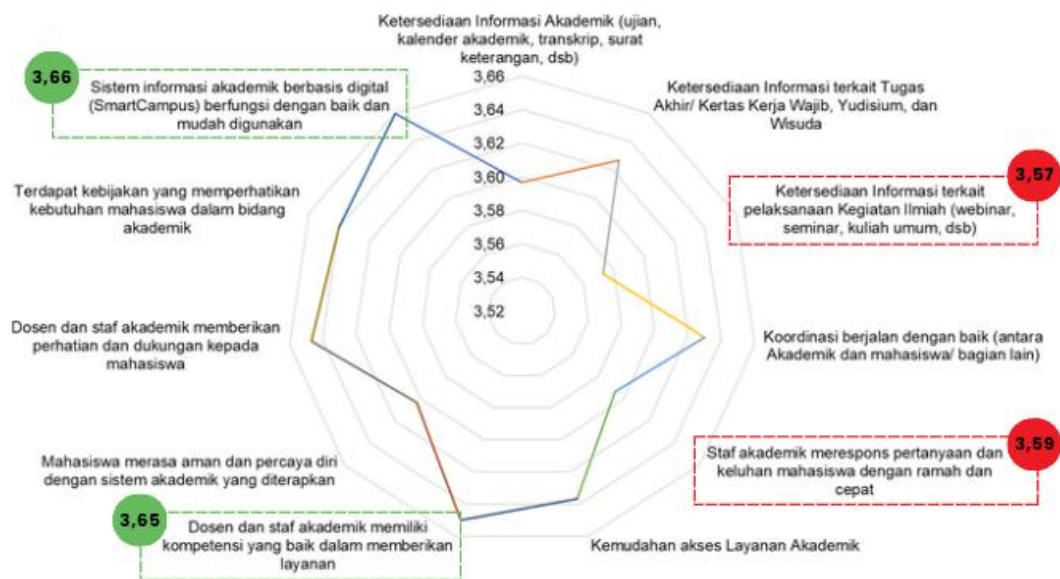 Ketersediaan Informasi Akademik (ujian,
kalender akademik, transkrip, surat
keterangan, dsb)
3,66
Sistem informasi akademik berbasis digital
(SmartCampus) berfungsi dengan baik dan
mudah digunakan
3,66
3,64
3,62
3,60
3,58
3,56
3,54
3,52
Ketersediaan Informasi terkait Tugas
Akhir/ Kertas Kerja Wajib, Yudisium, dan
Wisuda
3,57
Ketersediaan Informasi terkait
pelaksanaan Kegiatan Ilmiah (webinar,
seminar, kuliah umum, dsb)
Terdapat kebijakan yang memperhatikan
kebutuhan mahasiswa dalam bidang
akademik
Dosen dan staf akademik memberikan
perhatian dan dukungan kepada
mahasiswa
Koordinasi berjalan dengan baik (antara
Akademik dan mahasiswa/ bagian lain)
3,59
Staf akademik merespons pertanyaan dan
keluhan mahasiswa dengan ramah dan
cepat
Mahasiswa merasa aman dan percaya diri
dengan sistem akademik yang diterapkan
3,65
Dosen dan staf akademik memiliki
kompetensi yang baik dalam memberikan
layanan
Kemudahan akses Layanan Akademik